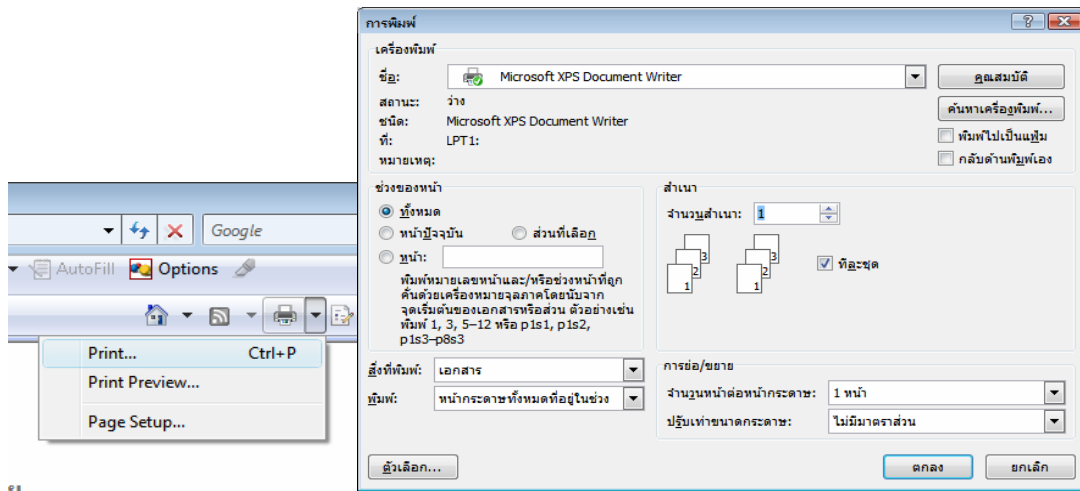 Google
AutoFill Options
Print... Ctrl+P
Print Preview...
Page Setup...
การพิมพ์
เครื่องพิมพ์
ชื่อ: Microsoft XPS Document Writer
คุณสมบัติ
สถานะ: ว่าง
ค้นหาเครื่องพิมพ์...
ชนิด: Microsoft XPS Document Writer
ที่: LPT1:
พิมพ์ไปเป็นแฟ้ม
หมายเหตุ:
กลับด้านพิมพ์เอง
ช่วงของหน้า
ทั้งหมด
หน้าปัจจุบัน ส่วนที่เลือก
หน้า:
พิมพ์หมายเลขหน้าและ/หรือช่วงหน้าที่ถูก
คั่นด้วยเครื่องหมายจุลภาคโดยนับจาก
จุดเริ่มต้นของเอกสารหรือส่วน ตัวอย่างเช่น
พิมพ์ 1, 3, 5–12 หรือ p1s1, p1s2,
p1s3–p8s3
สำเนา
จำนวนสำเนา: 1
3 3
2 2
1 1
ทีละชุด
สิ่งที่พิมพ์: เอกสาร
พิมพ์: หน้ากระดาษทั้งหมดที่อยู่ในช่วง
การย่อ/ขยาย
จำนวนหน้าต่อหน้ากระดาษ: 1 หน้า
ปรับเท่าขนาดกระดาษ: ไม่มีมาตราส่วน
ตัวเลือก... ตกลง ยกเลิก